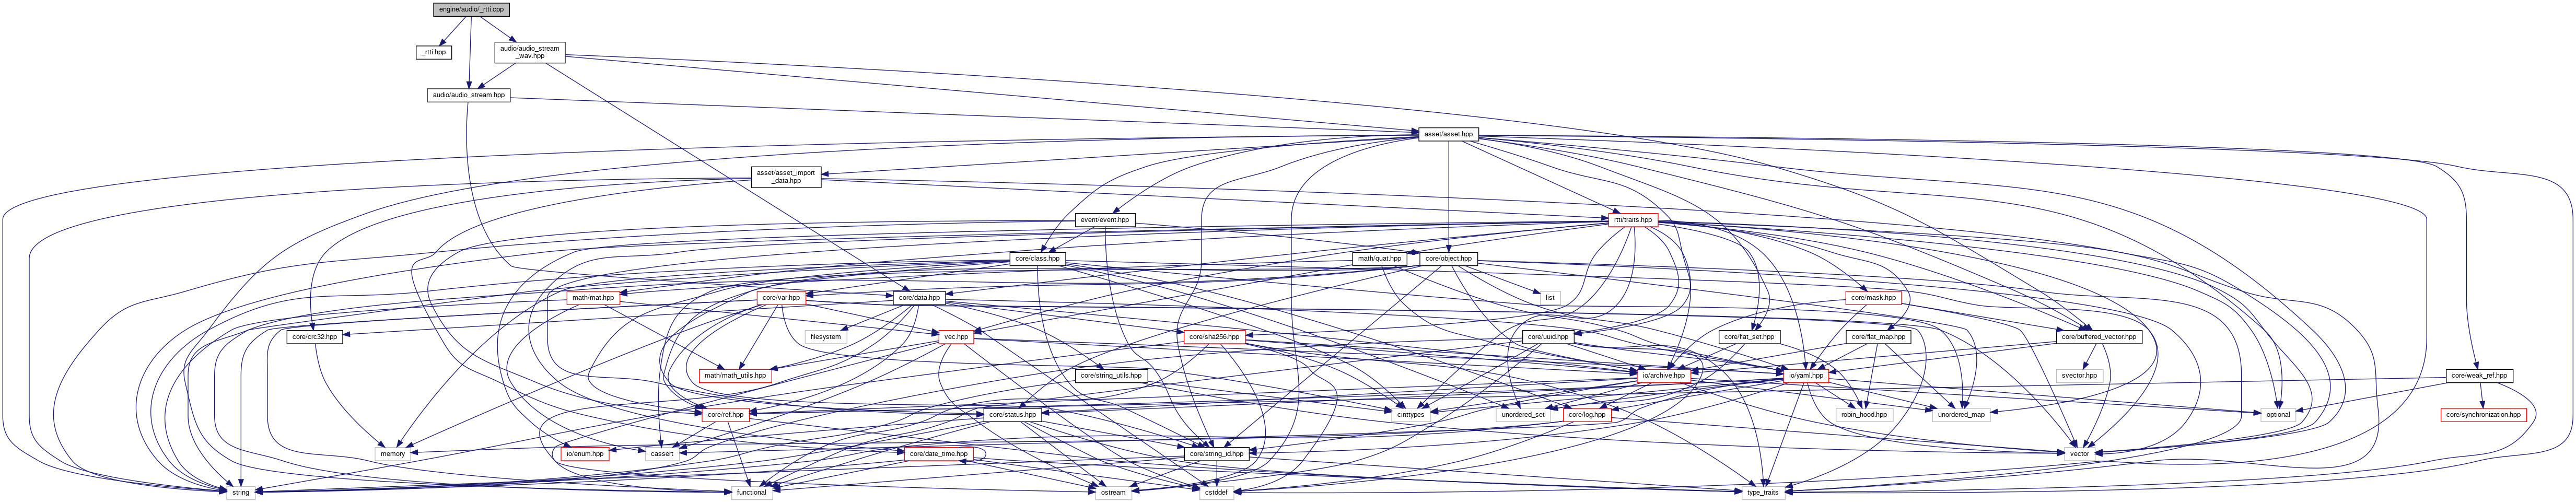 engine/audio/_rtti.cpp
_rtti.hpp
audio/audio_stream
_wav.hpp
audio/audio_stream.hpp
asset/asset.hpp
asset/asset_import
_data.hpp
event/event.hpp
rtti/traits.hpp
core/class.hpp
math/quat.hpp
core/object.hpp
math/mat.hpp
core/var.hpp
core/data.hpp
list
core/mask.hpp
core/crc32.hpp
filesystem
vec.hpp
core/sha256.hpp
core/uuid.hpp
core/flat_set.hpp
core/flat_map.hpp
core/buffered_vector.hpp
math/math_utils.hpp
core/string_utils.hpp
io/archive.hpp
io/yaml.hpp
svector.hpp
core/weak_ref.hpp
core/ref.hpp
core/status.hpp
cinttypes
unordered_set
core/log.hpp
robin_hood.hpp
unordered_map
optional
core/synchronization.hpp
memory
io/enum.hpp
cassert
core/date_time.hpp
core/string_id.hpp
vector
string
functional
ostream
cstddef
type_traits